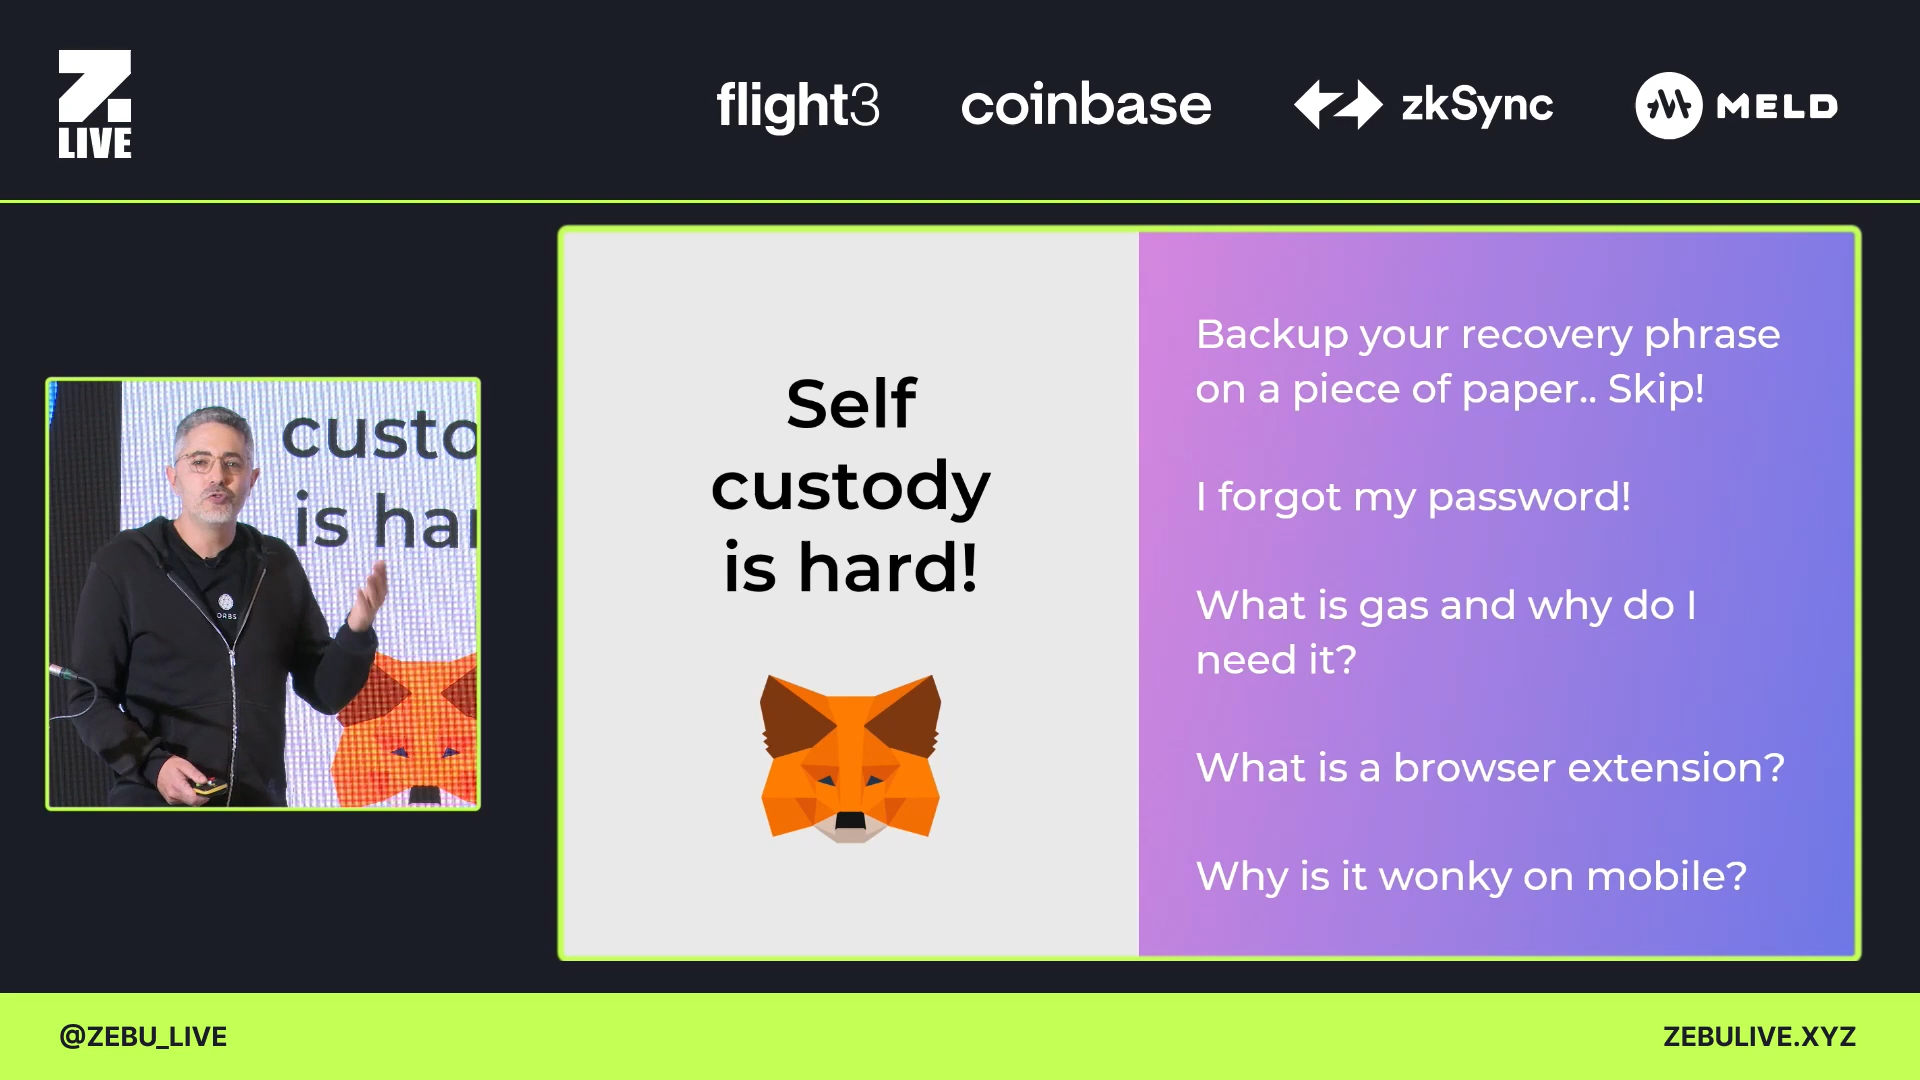 Z.
LIVE
flight3
coinbase
zkSync
MELD
custo
is har
ORBS
Self
custody
is hard!
Backup your recovery phrase
on a piece of paper.. Skip!
I forgot my password!
What is gas and why do I
need it?
What is a browser extension?
Why is it wonky on mobile?
@ZEBU_LIVE
ZEBULIVE.XYZ